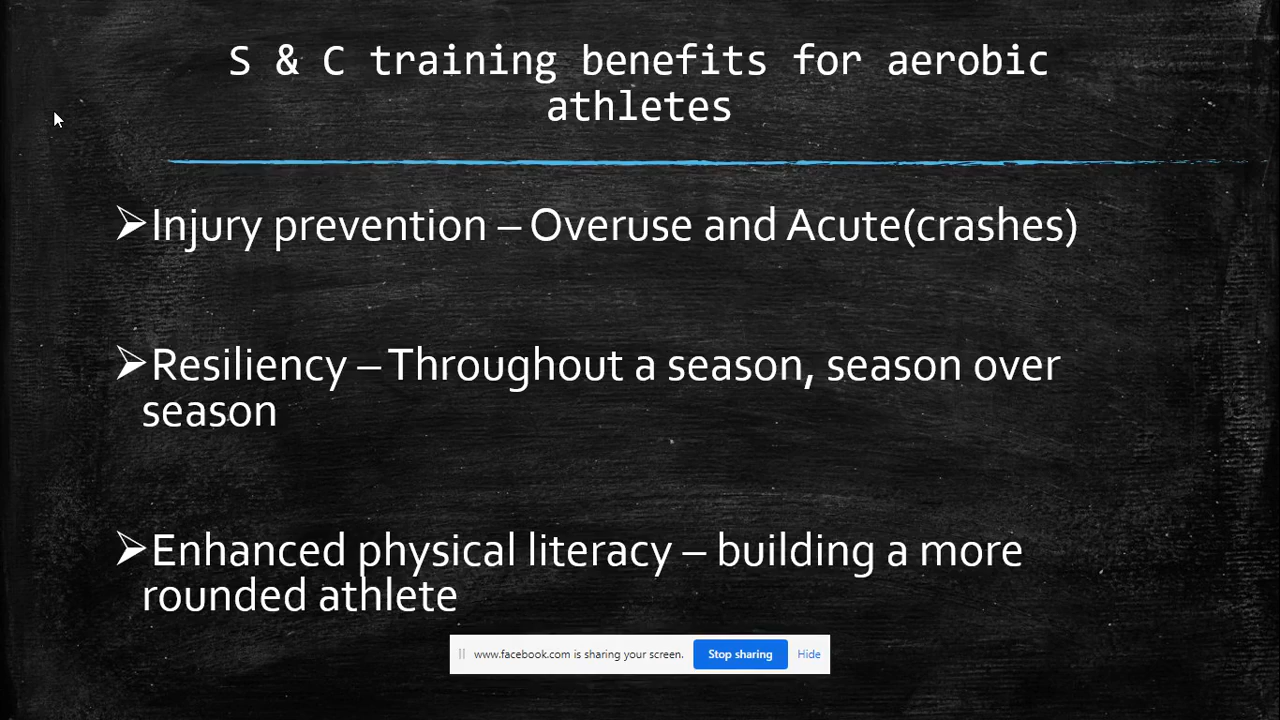 S & C training benefits for aerobic
athletes
➢Injury prevention – Overuse and Acute(crashes)
➢Resiliency – Throughout a season, season over
season
➢Enhanced physical literacy – building a more
rounded athlete
www.facebook.com is sharing your screen. Stop sharing Hide